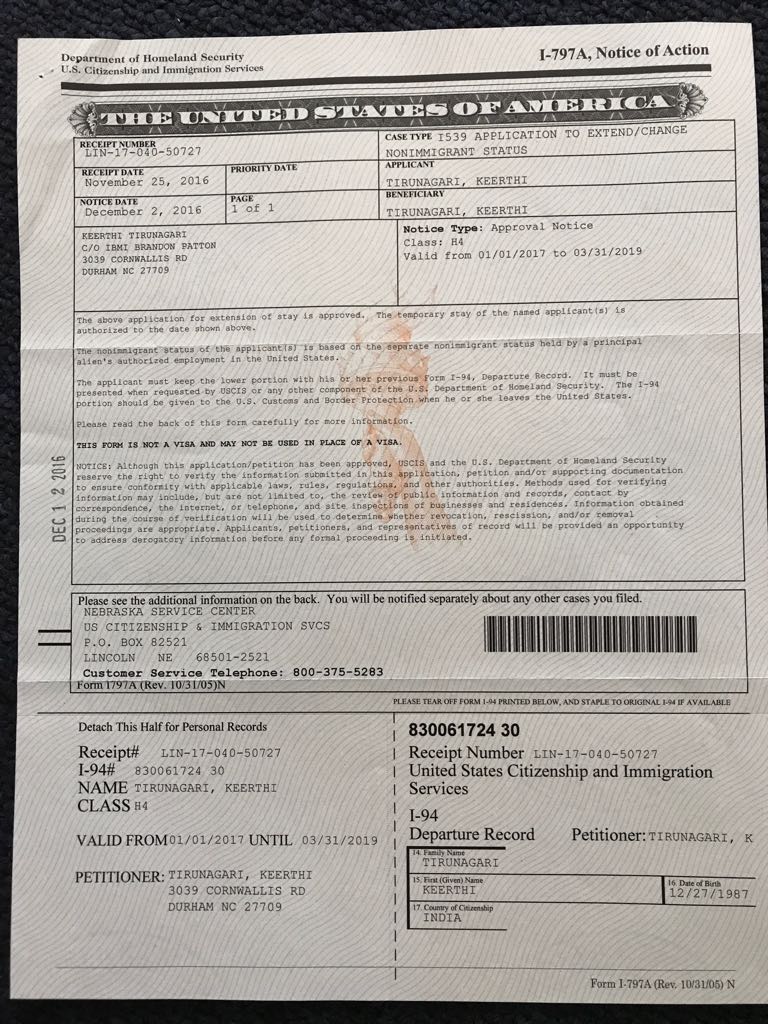 Department of Homeland Security
U.S. Citizenship and Immigration Services
I-797A, Notice of Action
THE UNITED STATES OF AMERICA
RECEIPT NUMBER
LIN-17-040-50727
CASE TYPE I539 APPLICATION TO EXTEND/CHANGE
NONIMMIGRANT STATUS
RECEIPT DATE
November 25, 2016
PRIORITY DATE
APPLICANT
TIRUNAGARI, KEERTHI
NOTICE DATE
December 2, 2016
PAGE
1 of 1
BENEFICIARY
TIRUNAGARI, KEERTHI
KEERTHI TIRUNAGARI
C/O IBMI BRANDON PATTON
3039 CORNWALLIS RD
DURHAM NC 27709
Notice Type: Approval Notice
Class: H4
Valid from 01/01/2017 to 03/31/2019
The above application for extension of stay is approved. The temporary stay of the named applicant(s) is
authorized to the date shown above.
The nonimmigrant status of the applicant(s) is based on the separate nonimmigrant status held by a principal
alien's authorized employment in the United States.
The applicant must keep the lower portion with his or her previous Form I-94, Departure Record. It must be
presented when requested by USCIS or any other component of the U.S. Department of Homeland Security. The I-94
portion should be given to the U.S. Customs and Border Protection when he or she leaves the United States.
Please read the back of this form carefully for more information.
THIS FORM IS NOT A VISA AND MAY NOT BE USED IN PLACE OF A VISA.
NOTICE: Although this application/petition has been approved, USCIS and the U.S. Department of Homeland Security
reserve the right to verify the information submitted in this application, petition and/or supporting documentation
to ensure conformity with applicable laws, rules, regulations, and other authorities. Methods used for verifying
information may include, but are not limited to, the review of public information and records, contact by
correspondence, the internet, or telephone, and site inspections of businesses and residences. Information obtained
during the course of verification will be used to determine whether revocation, rescission, and/or removal
proceedings are appropriate. Applicants, petitioners, and representatives of record will be provided an opportunity
to address derogatory information before any formal proceeding is initiated.
DEC 12 2016
Please see the additional information on the back. You will be notified separately about any other cases you filed.
NEBRASKA SERVICE CENTER
US CITIZENSHIP & IMMIGRATION SVCS
P.O. BOX 82521
LINCOLN NE 68501-2521
Customer Service Telephone: 800-375-5283
Form I797A (Rev. 10/31/05)N
PLEASE TEAR OFF FORM I-94 PRINTED BELOW, AND STAPLE TO ORIGINAL I-94 IF AVAILABLE
Detach This Half for Personal Records
Receipt# LIN-17-040-50727
I-94# 830061724 30
NAME TIRUNAGARI, KEERTHI
CLASS H4
VALID FROM 01/01/2017 UNTIL 03/31/2019
PETITIONER: TIRUNAGARI, KEERTHI
3039 CORNWALLIS RD
DURHAM NC 27709
830061724 30
Receipt Number LIN-17-040-50727
United States Citizenship and Immigration
Services
I-94
Departure Record Petitioner: TIRUNAGARI, K
14. Family Name
TIRUNAGARI
15. First (Given) Name
KEERTHI
16. Date of Birth
12/27/1987
17. Country of Citizenship
INDIA
Form I-797A (Rev. 10/31/05) N